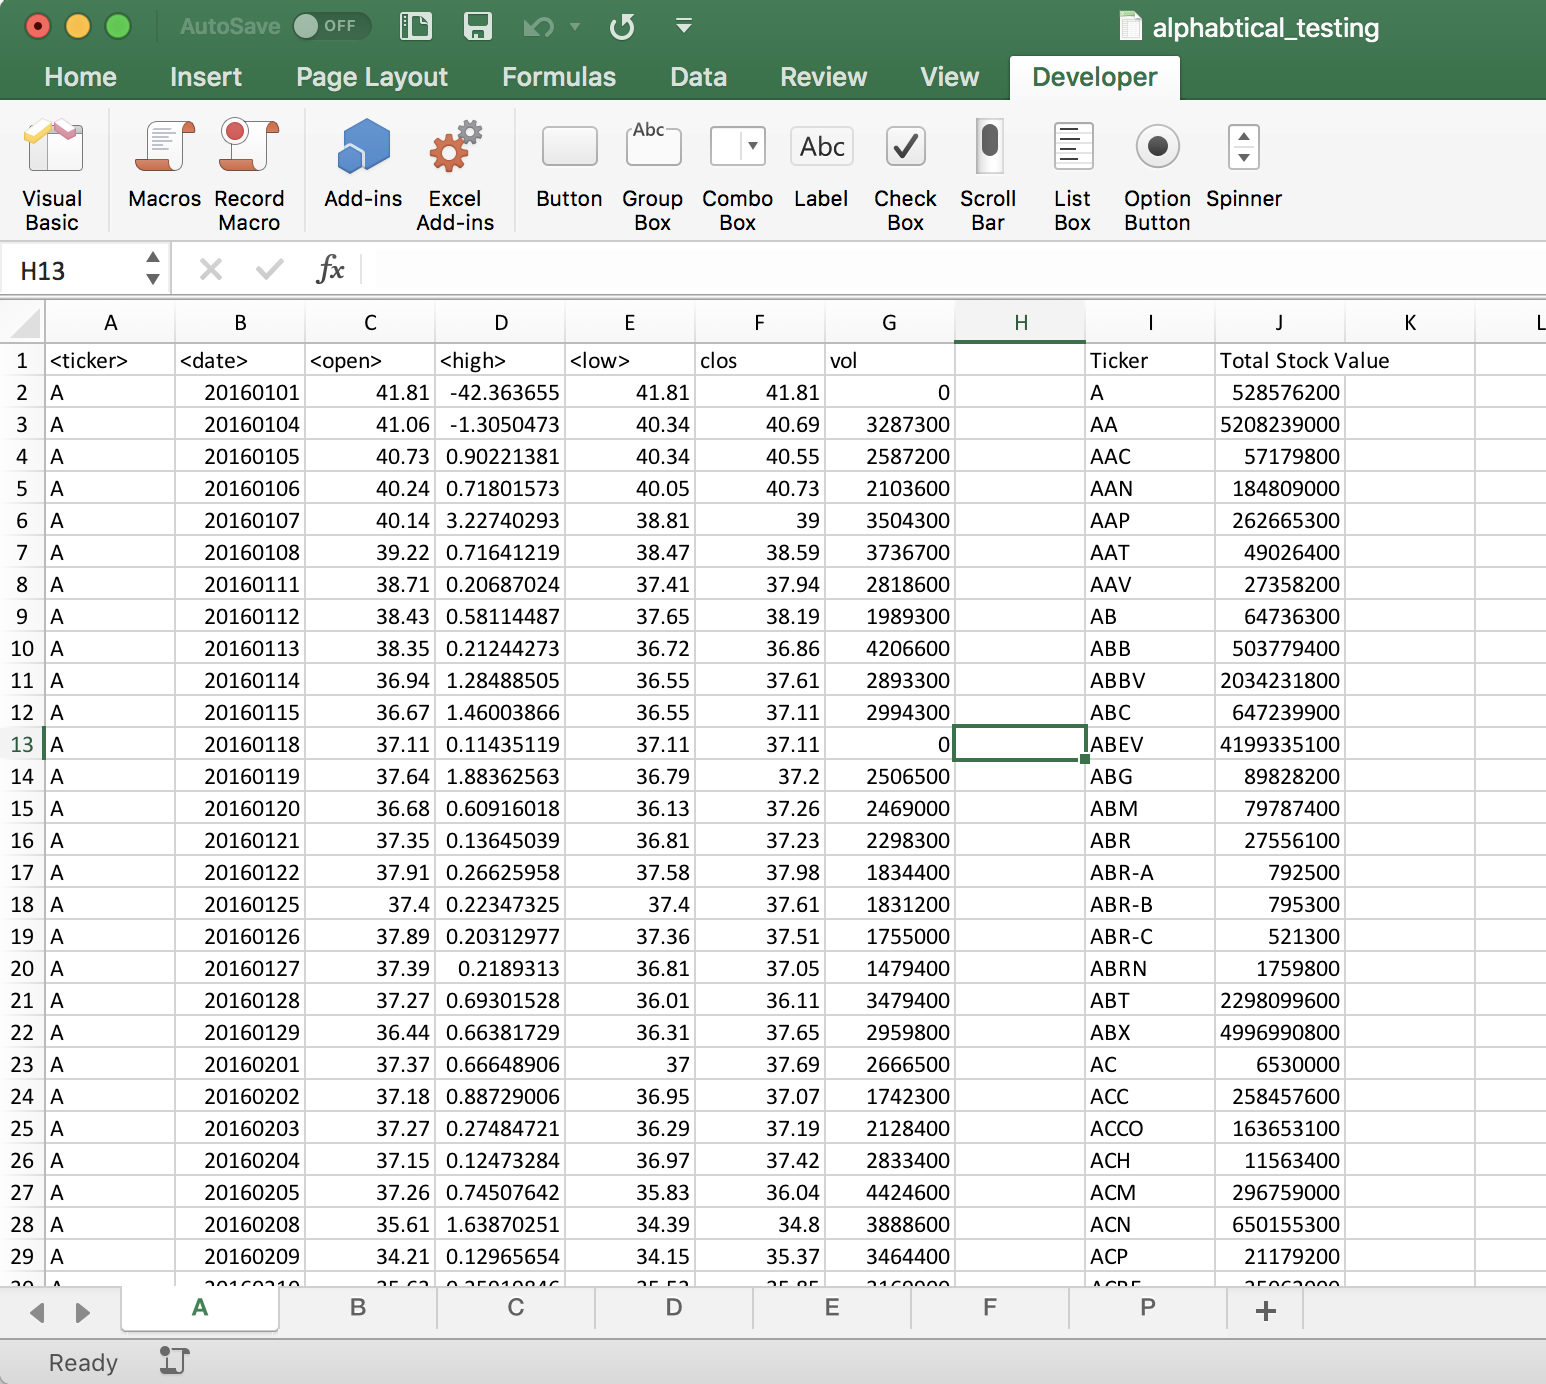 AutoSave OFF alphabtical_testing
Home Insert Page Layout Formulas Data Review View Developer
Abc Abc
Visual Basic Macros Record Macro Add-ins Excel Add-ins Button Group Box Combo Box Label Check Box Scroll Bar List Box Option Button Spinner
H13 fx
A B C D E F G H I J K L
1 <ticker> <date> <open> <high> <low> clos vol Ticker Total Stock Value
2 A 20160101 41.81 -42.363655 41.81 41.81 0 A 528576200
3 A 20160104 41.06 -1.3050473 40.34 40.69 3287300 AA 5208239000
4 A 20160105 40.73 0.90221381 40.34 40.55 2587200 AAC 57179800
5 A 20160106 40.24 0.71801573 40.05 40.73 2103600 AAN 184809000
6 A 20160107 40.14 3.22740293 38.81 39 3504300 AAP 262665300
7 A 20160108 39.22 0.71641219 38.47 38.59 3736700 AAT 49026400
8 A 20160111 38.71 0.20687024 37.41 37.94 2818600 AAV 27358200
9 A 20160112 38.43 0.58114487 37.65 38.19 1989300 AB 64736300
10 A 20160113 38.35 0.21244273 36.72 36.86 4206600 ABB 503779400
11 A 20160114 36.94 1.28488505 36.55 37.61 2893300 ABBV 2034231800
12 A 20160115 36.67 1.46003866 36.55 37.11 2994300 ABC 647239900
13 A 20160118 37.11 0.11435119 37.11 37.11 0 ABEV 4199335100
14 A 20160119 37.64 1.88362563 36.79 37.2 2506500 ABG 89828200
15 A 20160120 36.68 0.60916018 36.13 37.26 2469000 ABM 79787400
16 A 20160121 37.35 0.13645039 36.81 37.23 2298300 ABR 27556100
17 A 20160122 37.91 0.26625958 37.58 37.98 1834400 ABR-A 792500
18 A 20160125 37.4 0.22347325 37.4 37.61 1831200 ABR-B 795300
19 A 20160126 37.89 0.20312977 37.36 37.51 1755000 ABR-C 521300
20 A 20160127 37.39 0.2189313 36.81 37.05 1479400 ABRN 1759800
21 A 20160128 37.27 0.69301528 36.01 36.11 3479400 ABT 2298099600
22 A 20160129 36.44 0.66381729 36.31 37.65 2959800 ABX 4996990800
23 A 20160201 37.37 0.66648906 37 37.69 2666500 AC 6530000
24 A 20160202 37.18 0.88729006 36.95 37.07 1742300 ACC 258457600
25 A 20160203 37.27 0.27484721 36.29 37.19 2128400 ACCO 163653100
26 A 20160204 37.15 0.12473284 36.97 37.42 2833400 ACH 11563400
27 A 20160205 37.26 0.74507642 35.83 36.04 4424600 ACM 296759000
28 A 20160208 35.61 1.63870251 34.39 34.8 3888600 ACN 650155300
29 A 20160209 34.21 0.12965654 34.15 35.37 3464400 ACP 21179200
A B C D E F P +
Ready